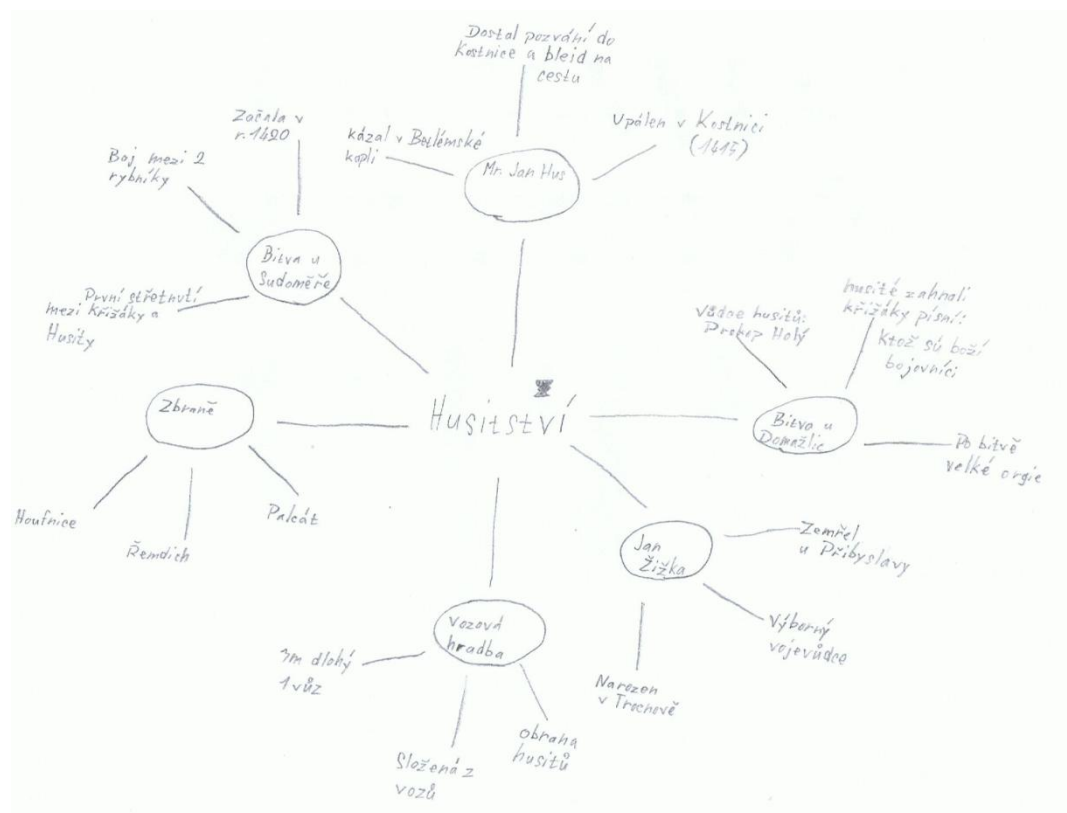 Dostal pozvání do
Kostnice a blejd na
cestu
Kázal v Betlémské
kapli
Upálen v Kostnici
(1415)
Mr. Jan Hus
Začala v
r. 1420
Boj mezi 2
rybníky
Bitva u
Sudoměře
První střetnutí
mezi Křižáky a
Husity
Vůdce husitů:
Prokop Holý
husité zahnali
křižáky písní:
Ktož sú boží
bojovníci
Bitva u
Domažlic
Po bitvě
velké orgie
Husitství
Zbraně
Houfnice
Řemdich
Palcát
Jan
Žižka
Zemřel
u Přibyslavy
Výborný
vojevůdce
Narozen
v Trocnově
Vozová
hradba
3m dlohý
1 vůz
Složená z
vozů
obrana
husitů